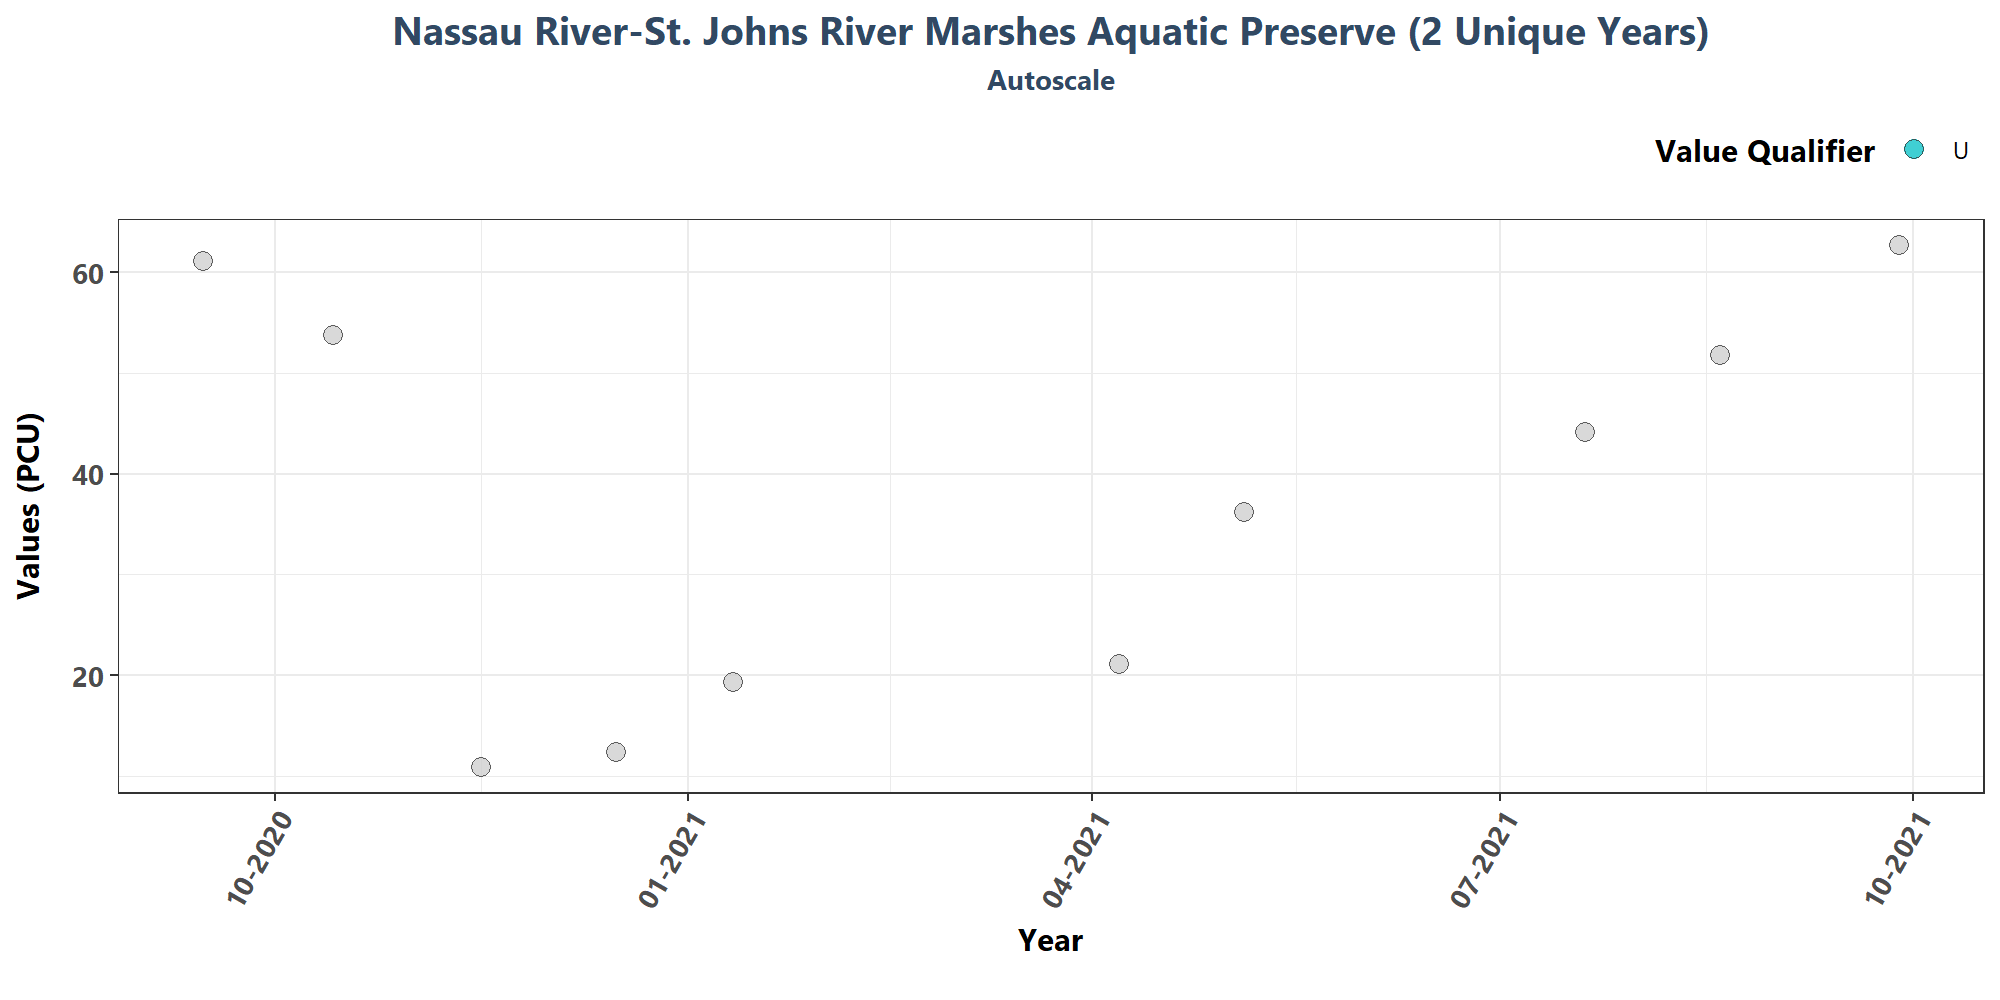 Nassau River-St. Johns River Marshes Aquatic Preserve (2 Unique Years)
Autoscale
Value Qualifier U
Values (PCU)
60
40
20
10-2020
01-2021
04-2021
07-2021
10-2021
Year